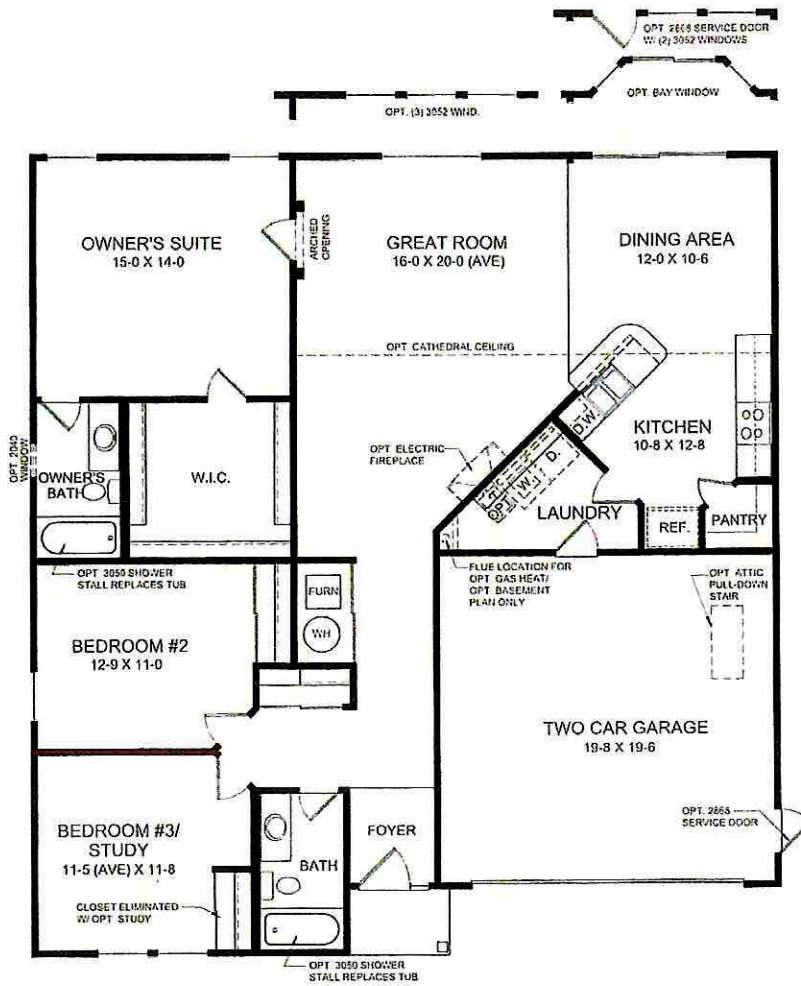 OPT. 2868 SERVICE DOOR
W/ (2) 3052 WINDOWS
OPT. BAY WINDOW
OPT. (3) 3052 WIND.
OWNER'S SUITE
15-0 X 14-0
ARCHED
OPENING
GREAT ROOM
16-0 X 20-0 (AVE)
DINING AREA
12-0 X 10-6
OPT CATHEDRAL CEILING
OPT 2040
WINDOW
OWNER'S
BATH
W.I.C.
OPT ELECTRIC
FIREPLACE
D.W.
KITCHEN
10-8 X 12-8
OPT.
W.
D.
LAUNDRY
REF.
PANTRY
OPT 3050 SHOWER
STALL REPLACES TUB
FURN
WH
FLUE LOCATION FOR
OPT GAS HEAT/
OPT BASEMENT
PLAN ONLY
OPT ATTIC
PULL-DOWN
STAIR
BEDROOM #2
12-9 X 11-0
TWO CAR GARAGE
19-8 X 19-6
BEDROOM #3/
STUDY
11-5 (AVE) X 11-8
CLOSET ELIMINATED
W/ OPT STUDY
BATH
FOYER
OPT. 2868
SERVICE DOOR
OPT 3050 SHOWER
STALL REPLACES TUB